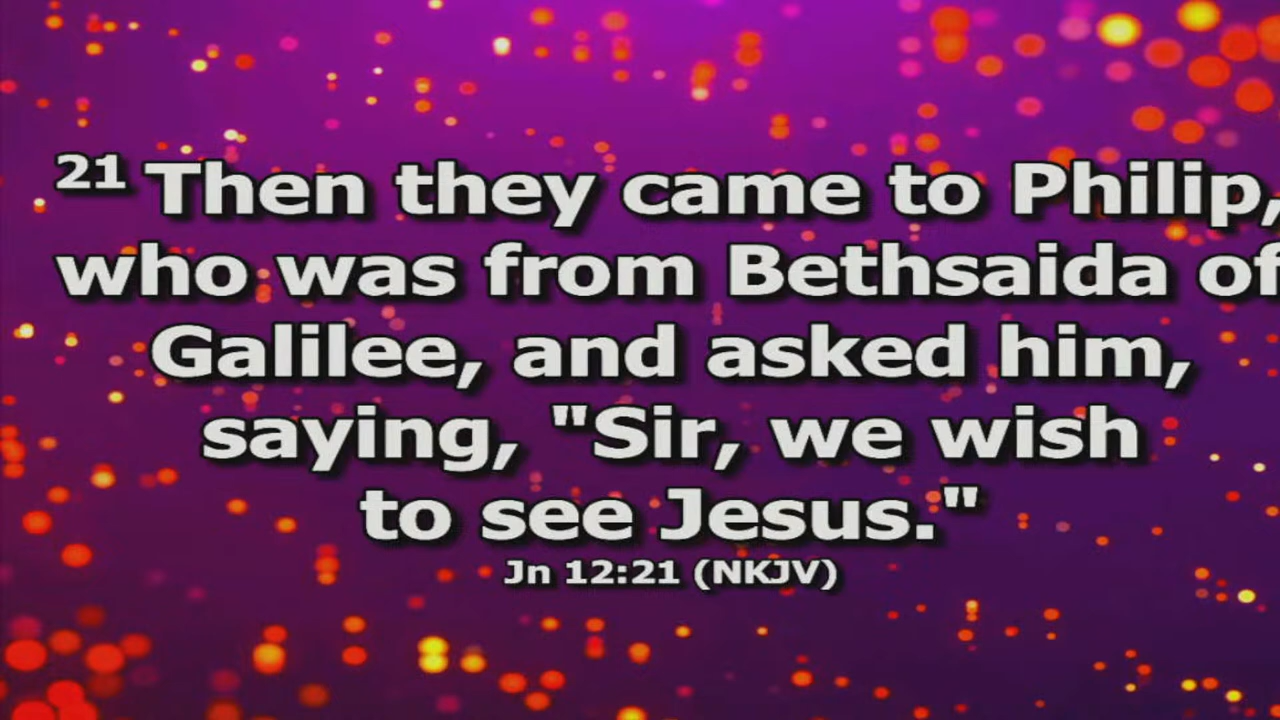 21 Then they came to Philip,
who was from Bethsaida of
Galilee, and asked him,
saying, "Sir, we wish
to see Jesus."
Jn 12:21 (NKJV)